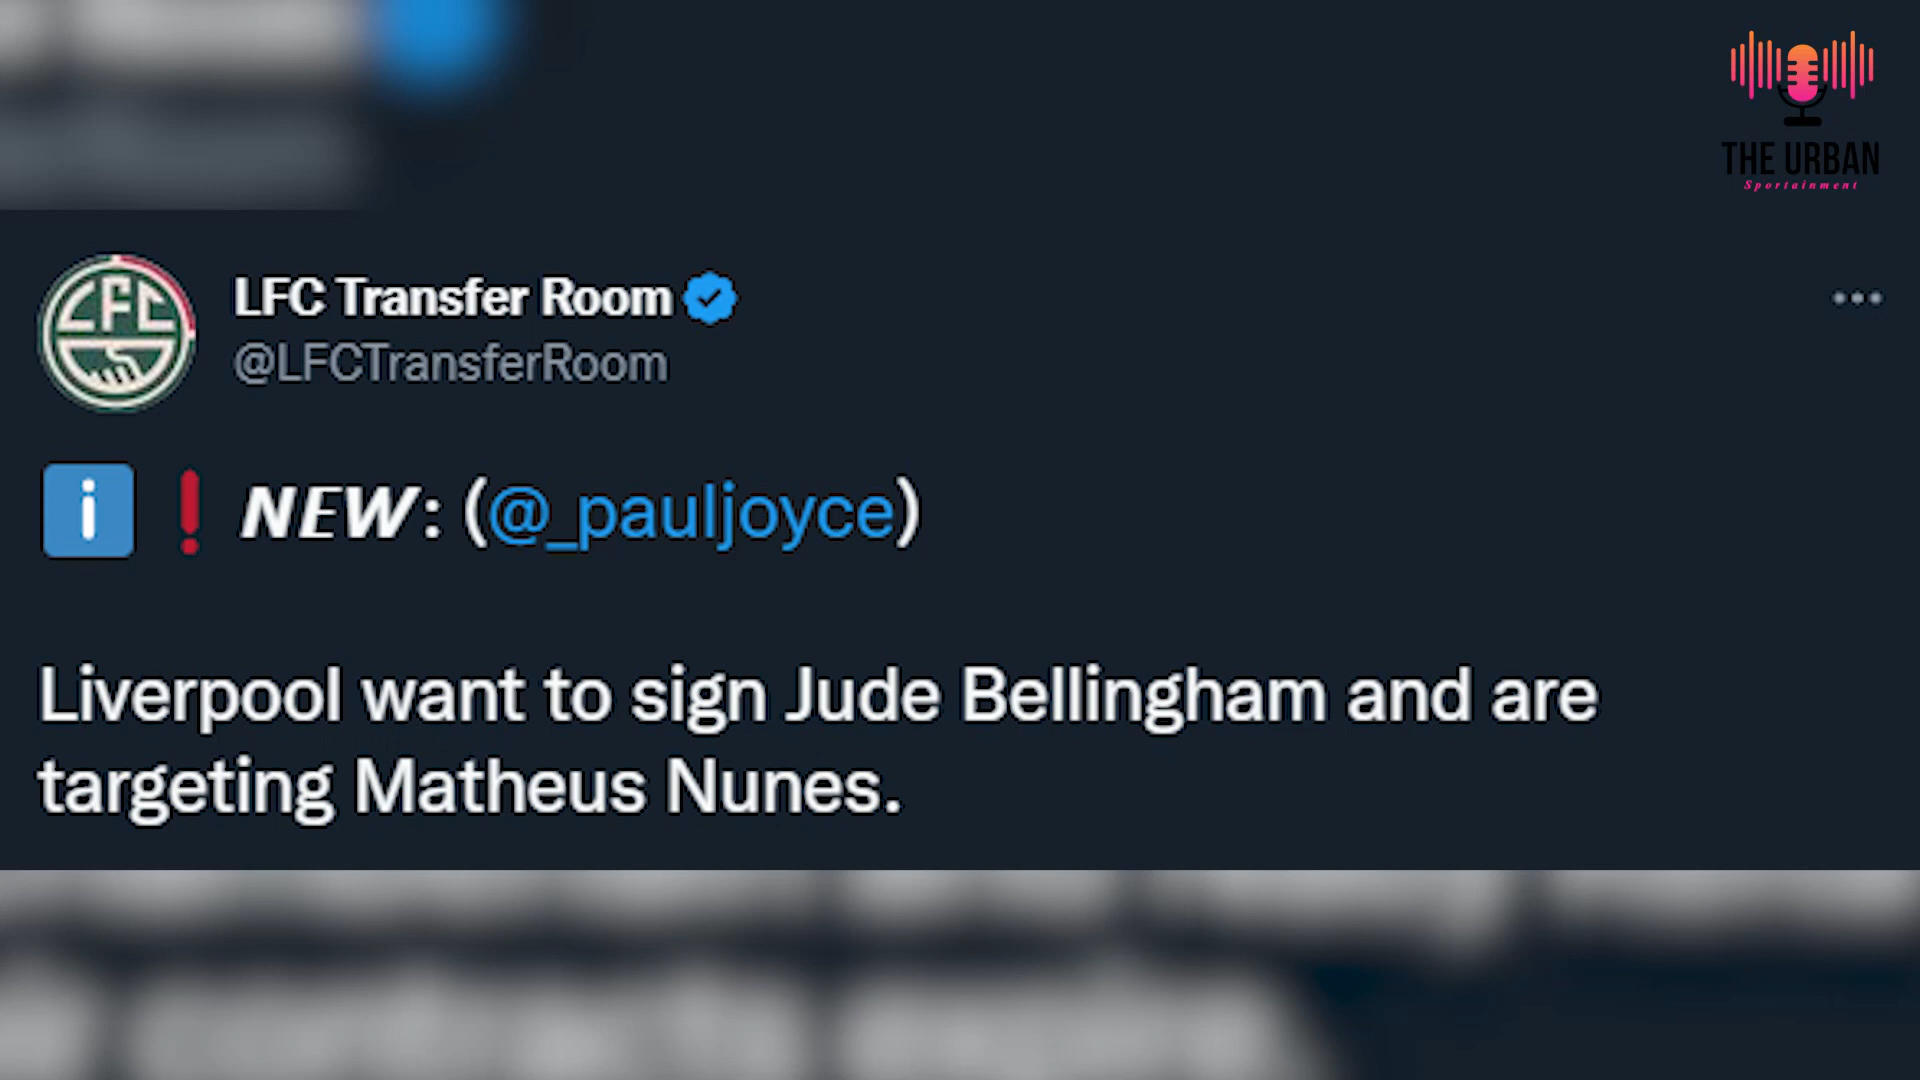 THE URBAN
Sportainment
LFC Transfer Room
@LFCTransferRoom
LFC
ℹ️❗ NEW: (@_pauljoyce)
Liverpool want to sign Jude Bellingham and are
targeting Matheus Nunes.